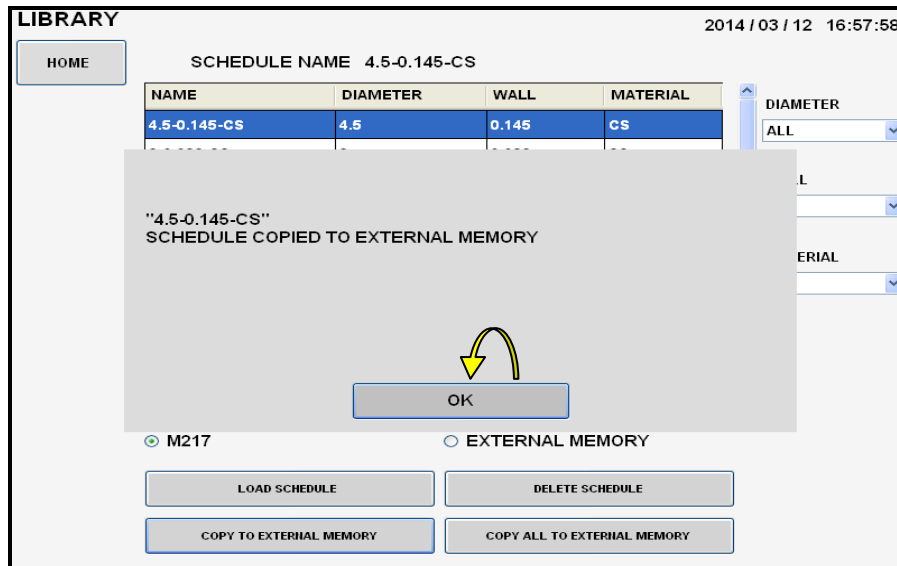 LIBRARY
2014 / 03 / 12 16:57:58
HOME
SCHEDULE NAME 4.5-0.145-CS
NAME DIAMETER WALL MATERIAL
DIAMETER
4.5-0.145-CS 4.5 0.145 CS
ALL
"4.5-0.145-CS"
SCHEDULE COPIED TO EXTERNAL MEMORY
OK
M217 EXTERNAL MEMORY
LOAD SCHEDULE DELETE SCHEDULE
COPY TO EXTERNAL MEMORY COPY ALL TO EXTERNAL MEMORY